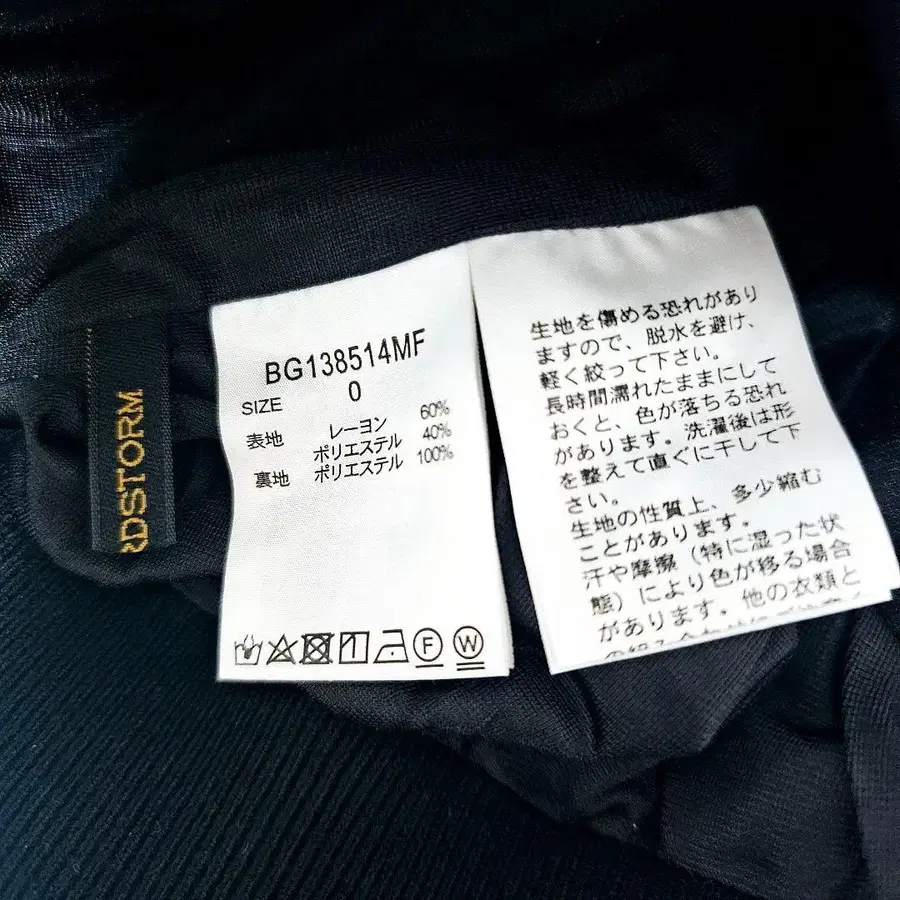 RDSTORM
BG138514MF
SIZE 0
表地 レーヨン 60%
ポリエステル 40%
裏地 ポリエステル 100%
F W
生地を傷める恐れがあり
ますので、脱水を避け、
軽く絞って下さい。
長時間濡れたままにして
おくと、色が落ちる恐れ
があります。洗濯後は形
を整えて直ぐに干して下
さい。
生地の性質上、多少縮む
ことがあります。
汗や摩擦（特に湿った状
態）により色が移る場合
があります。他の衣類と